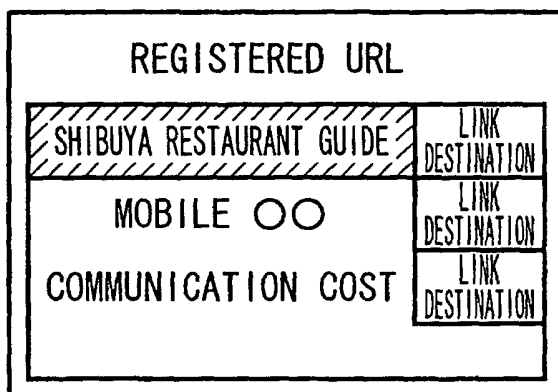 REGISTERED URL
SHIBUYA RESTAURANT GUIDE
LINK
DESTINATION
MOBILE ○○
LINK
DESTINATION
COMMUNICATION COST
LINK
DESTINATION